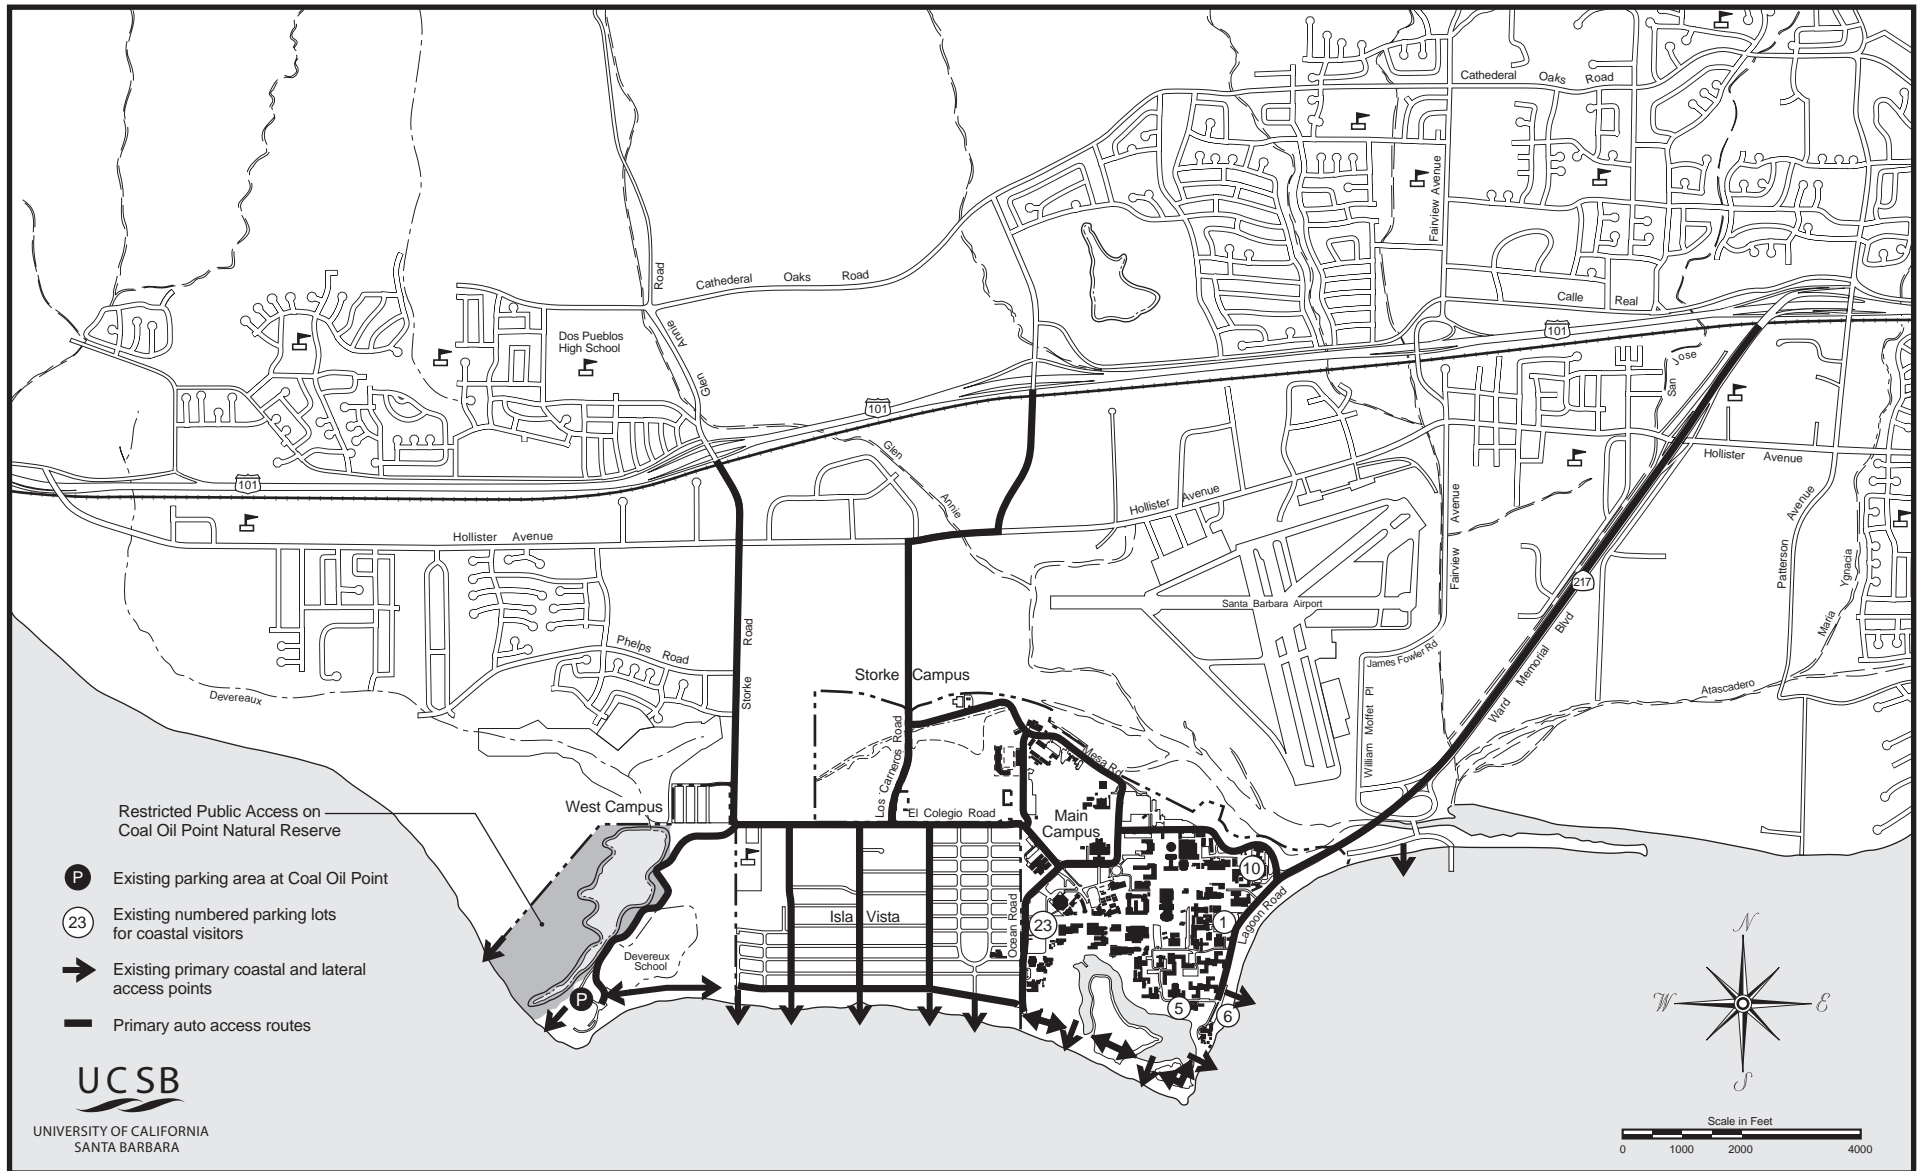 Cathederal Oaks Road
Fairview Avenue
Road
Cathederal Oaks Road
Calle Real
Annie
Dos Pueblos
High School
101
San Jose
Glen
101
Glen
Annie
Hollister Avenue
Hollister Avenue
101
Hollister Avenue
Fairview Avenue
Patterson Avenue
Maria Ygnacia
217
Santa Barbara Airport
Phelps Road
Storke Road
James Fowler Rd
Ward Memorial Blvd
William Moffet Pl
Atascadero
Devereaux
Storke Campus
Los Carneros Road
Mesa Rd
West Campus
El Colegio Road
Main
Campus
Restricted Public Access on
Coal Oil Point Natural Reserve
P Existing parking area at Coal Oil Point
23 Existing numbered parking lots
for coastal visitors
Existing primary coastal and lateral
access points
Primary auto access routes
10
Isla Vista
Ocean Road
23
1
Lagoon Road
Devereux
School
P
5
6
N
W
E
S
UCSB
UNIVERSITY OF CALIFORNIA
SANTA BARBARA
Scale in Feet
0 1000 2000 4000